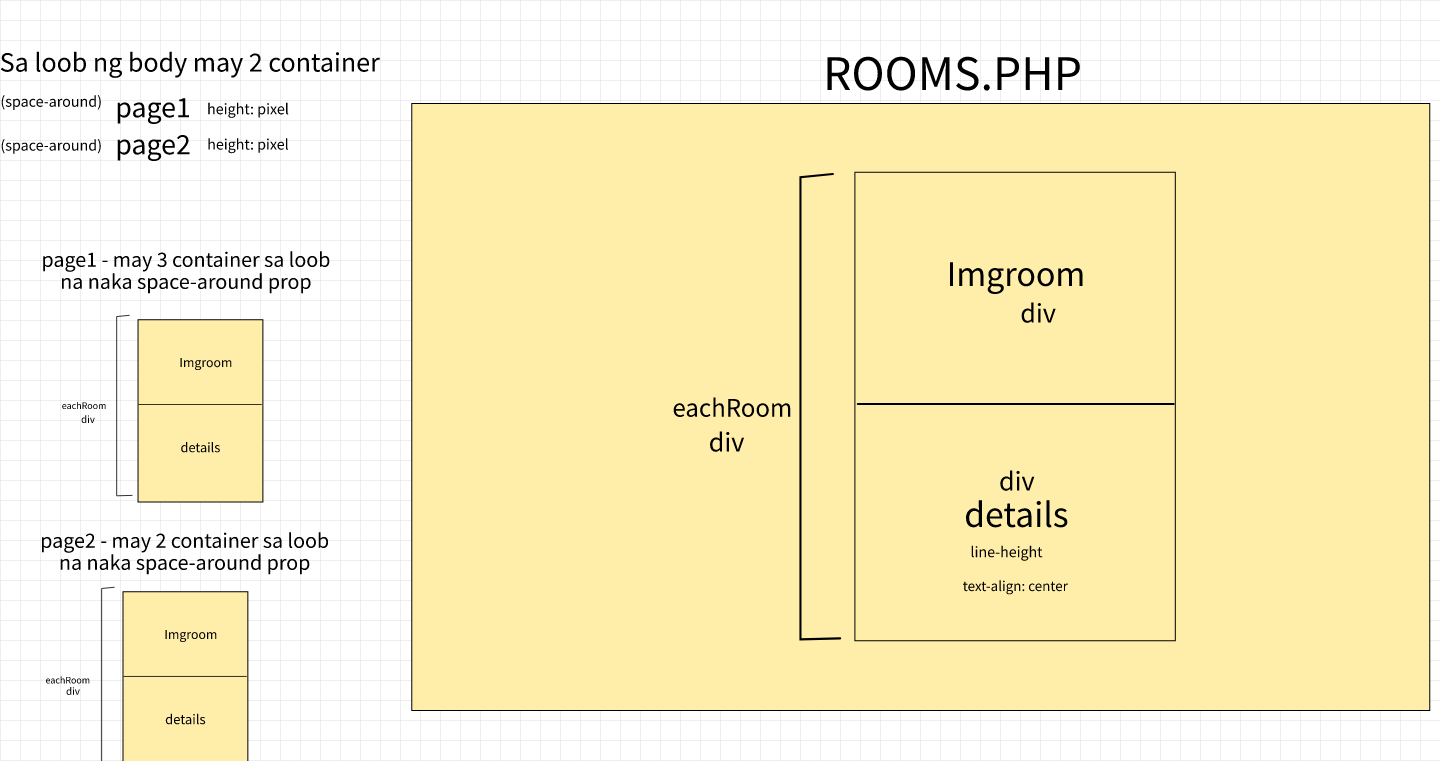 Sa loob ng body may 2 container
(space-around) page1 height: pixel
(space-around) page2 height: pixel
page1 - may 3 container sa loob
na naka space-around prop
Imgroom
eachRoom
div
details
page2 - may 2 container sa loob
na naka space-around prop
Imgroom
eachRoom
div
details
ROOMS.PHP
Imgroom
div
eachRoom
div
div
details
line-height
text-align: center